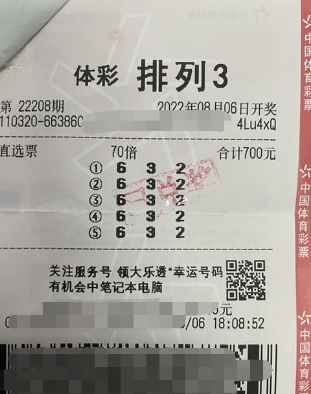 体彩 排列3
第 22208期 2022年08月06日开奖
110320-663860 4Lu4xQ
直选票 70倍 合计700元
① 6 3 2
② 6 3 2
③ 6 3 2
④ 6 3 2
⑤ 6 3 2
关注服务号 领大乐透"幸运号码
有机会中笔记本电脑
元
/06 18:08:52
中国体育彩票
中国体育彩票
中国体育彩票